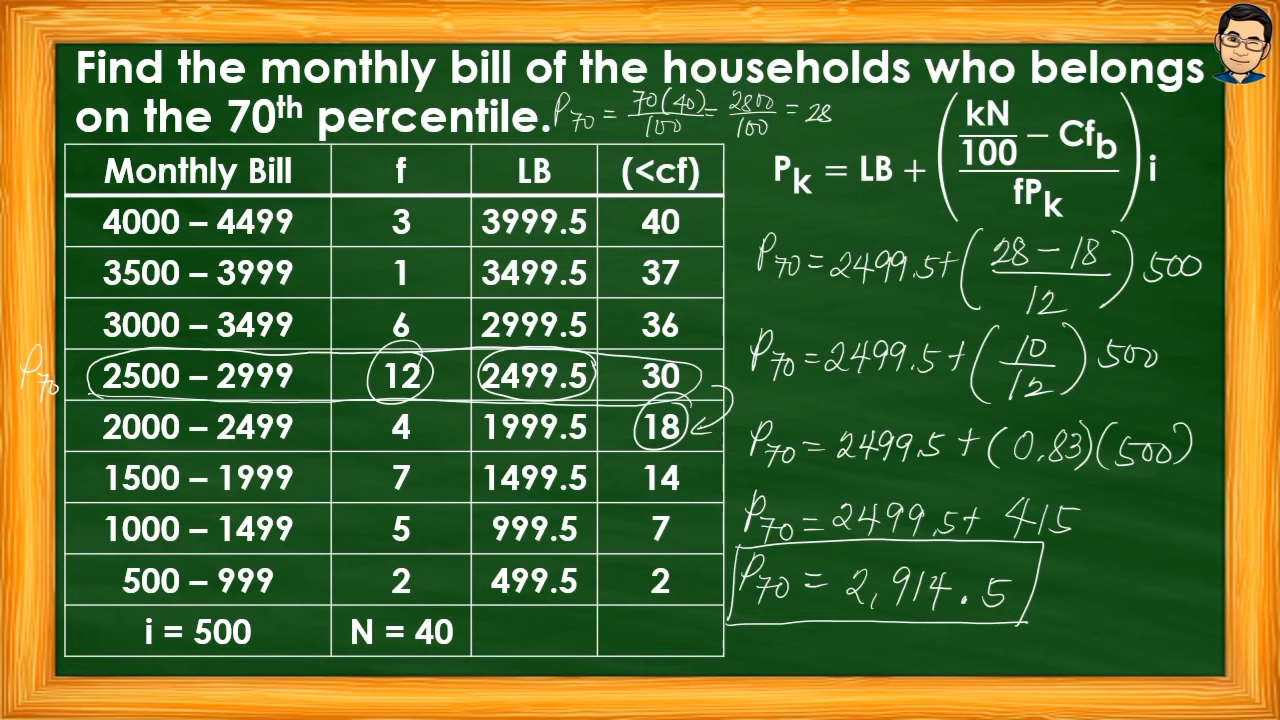 Find the monthly bill of the households who belongs
on the 70th percentile. P70 = 70(40)/100 = 2800/100 = 28
Monthly Bill f LB (<cf)
4000 – 4499 3 3999.5 40
3500 – 3999 1 3499.5 37
3000 – 3499 6 2999.5 36
P70 2500 – 2999 12 2499.5 30
2000 – 2499 4 1999.5 18
1500 – 1999 7 1499.5 14
1000 – 1499 5 999.5 7
500 – 999 2 499.5 2
i = 500 N = 40
Pk = LB + (kN/100 − Cfb / fPk) i
P70 = 2499.5 + (28 − 18 / 12) 500
P70 = 2499.5 + (10/12) 500
P70 = 2499.5 + (0.83)(500)
P70 = 2499.5 + 415
P70 = 2,914.5